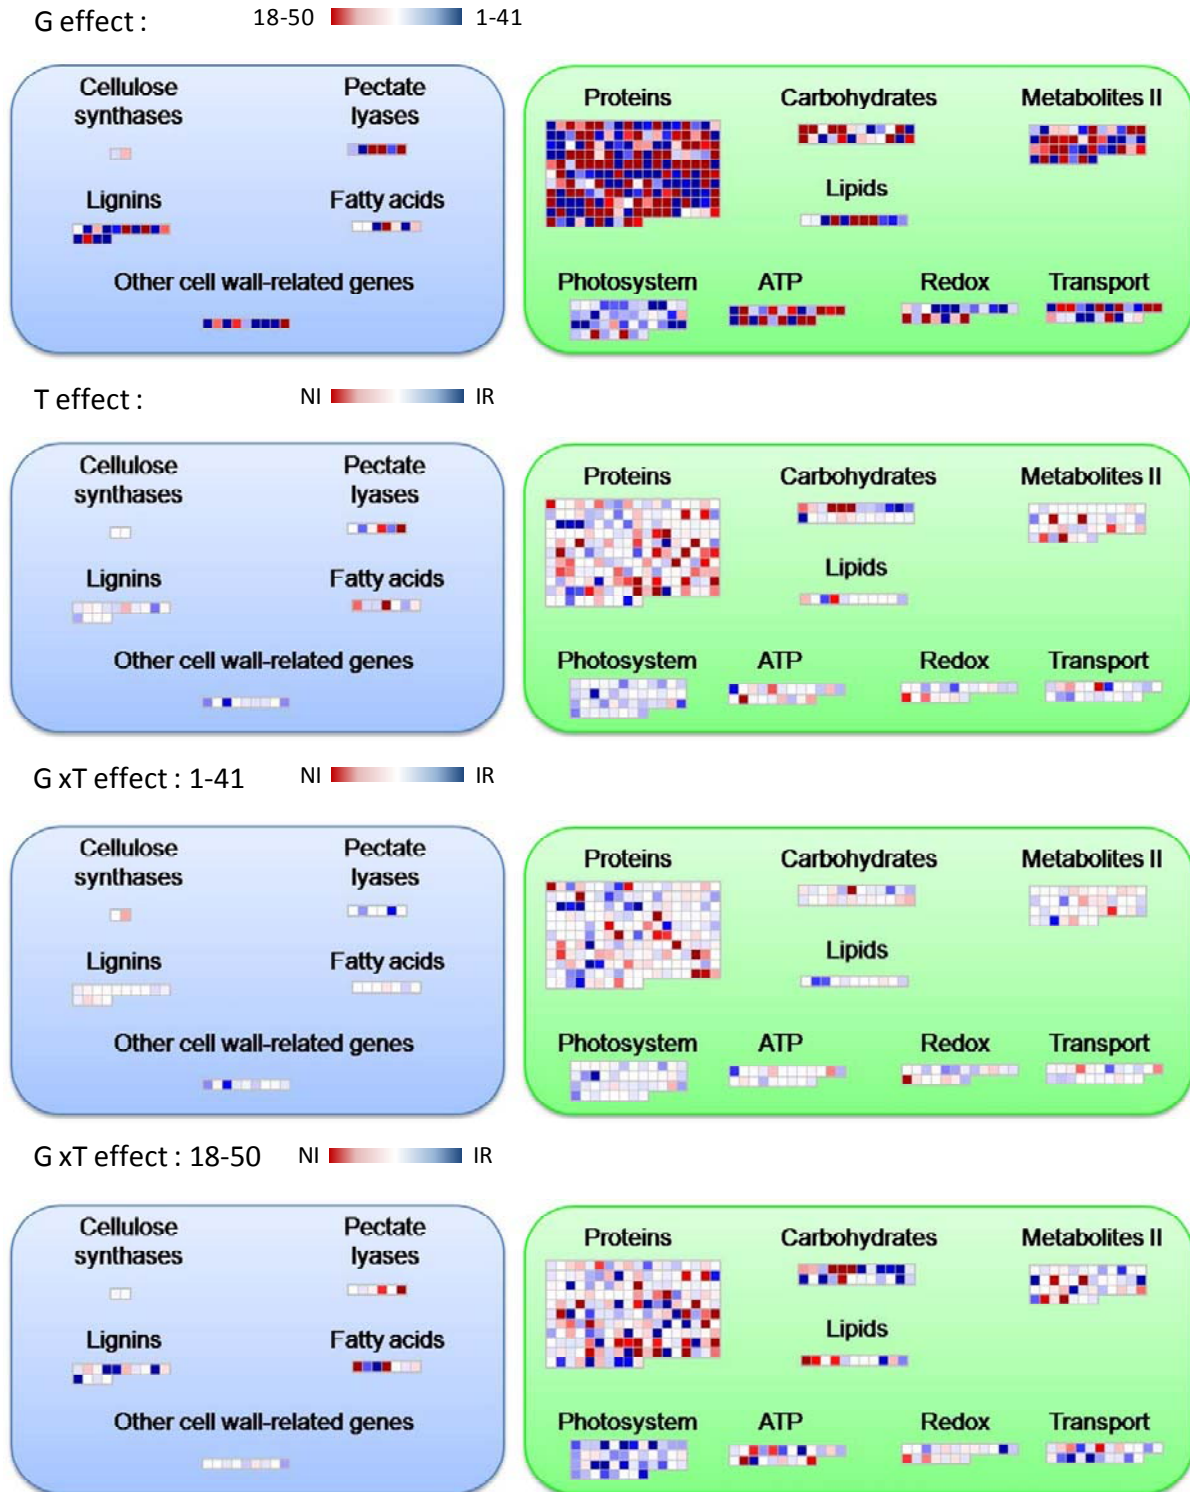 G effect :
18-50 1-41
Cellulose synthases
Pectate lyases
Lignins
Fatty acids
Other cell wall-related genes
Proteins
Carbohydrates
Metabolites II
Lipids
Photosystem
ATP
Redox
Transport
T effect :
NI IR
Cellulose synthases
Pectate lyases
Lignins
Fatty acids
Other cell wall-related genes
Proteins
Carbohydrates
Metabolites II
Lipids
Photosystem
ATP
Redox
Transport
G xT effect : 1-41
NI IR
Cellulose synthases
Pectate lyases
Lignins
Fatty acids
Other cell wall-related genes
Proteins
Carbohydrates
Metabolites II
Lipids
Photosystem
ATP
Redox
Transport
G xT effect : 18-50
NI IR
Cellulose synthases
Pectate lyases
Lignins
Fatty acids
Other cell wall-related genes
Proteins
Carbohydrates
Metabolites II
Lipids
Photosystem
ATP
Redox
Transport